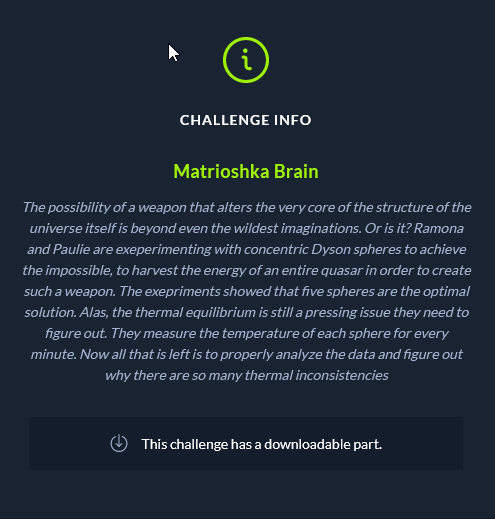 CHALLENGE INFO
Matrioshka Brain
The possibility of a weapon that alters the very core of the structure of the
universe itself is beyond even the wildest imaginations. Or is it? Ramona
and Paulie are exeperimenting with concentric Dyson spheres to achieve
the impossible, to harvest the energy of an entire quasar in order to create
such a weapon. The exepriments showed that five spheres are the optimal
solution. Alas, the thermal equilibrium is still a pressing issue they need to
figure out. They measure the temperature of each sphere for every
minute. Now all that is left is to properly analyze the data and figure out
why there are so many thermal inconsistencies
This challenge has a downloadable part.